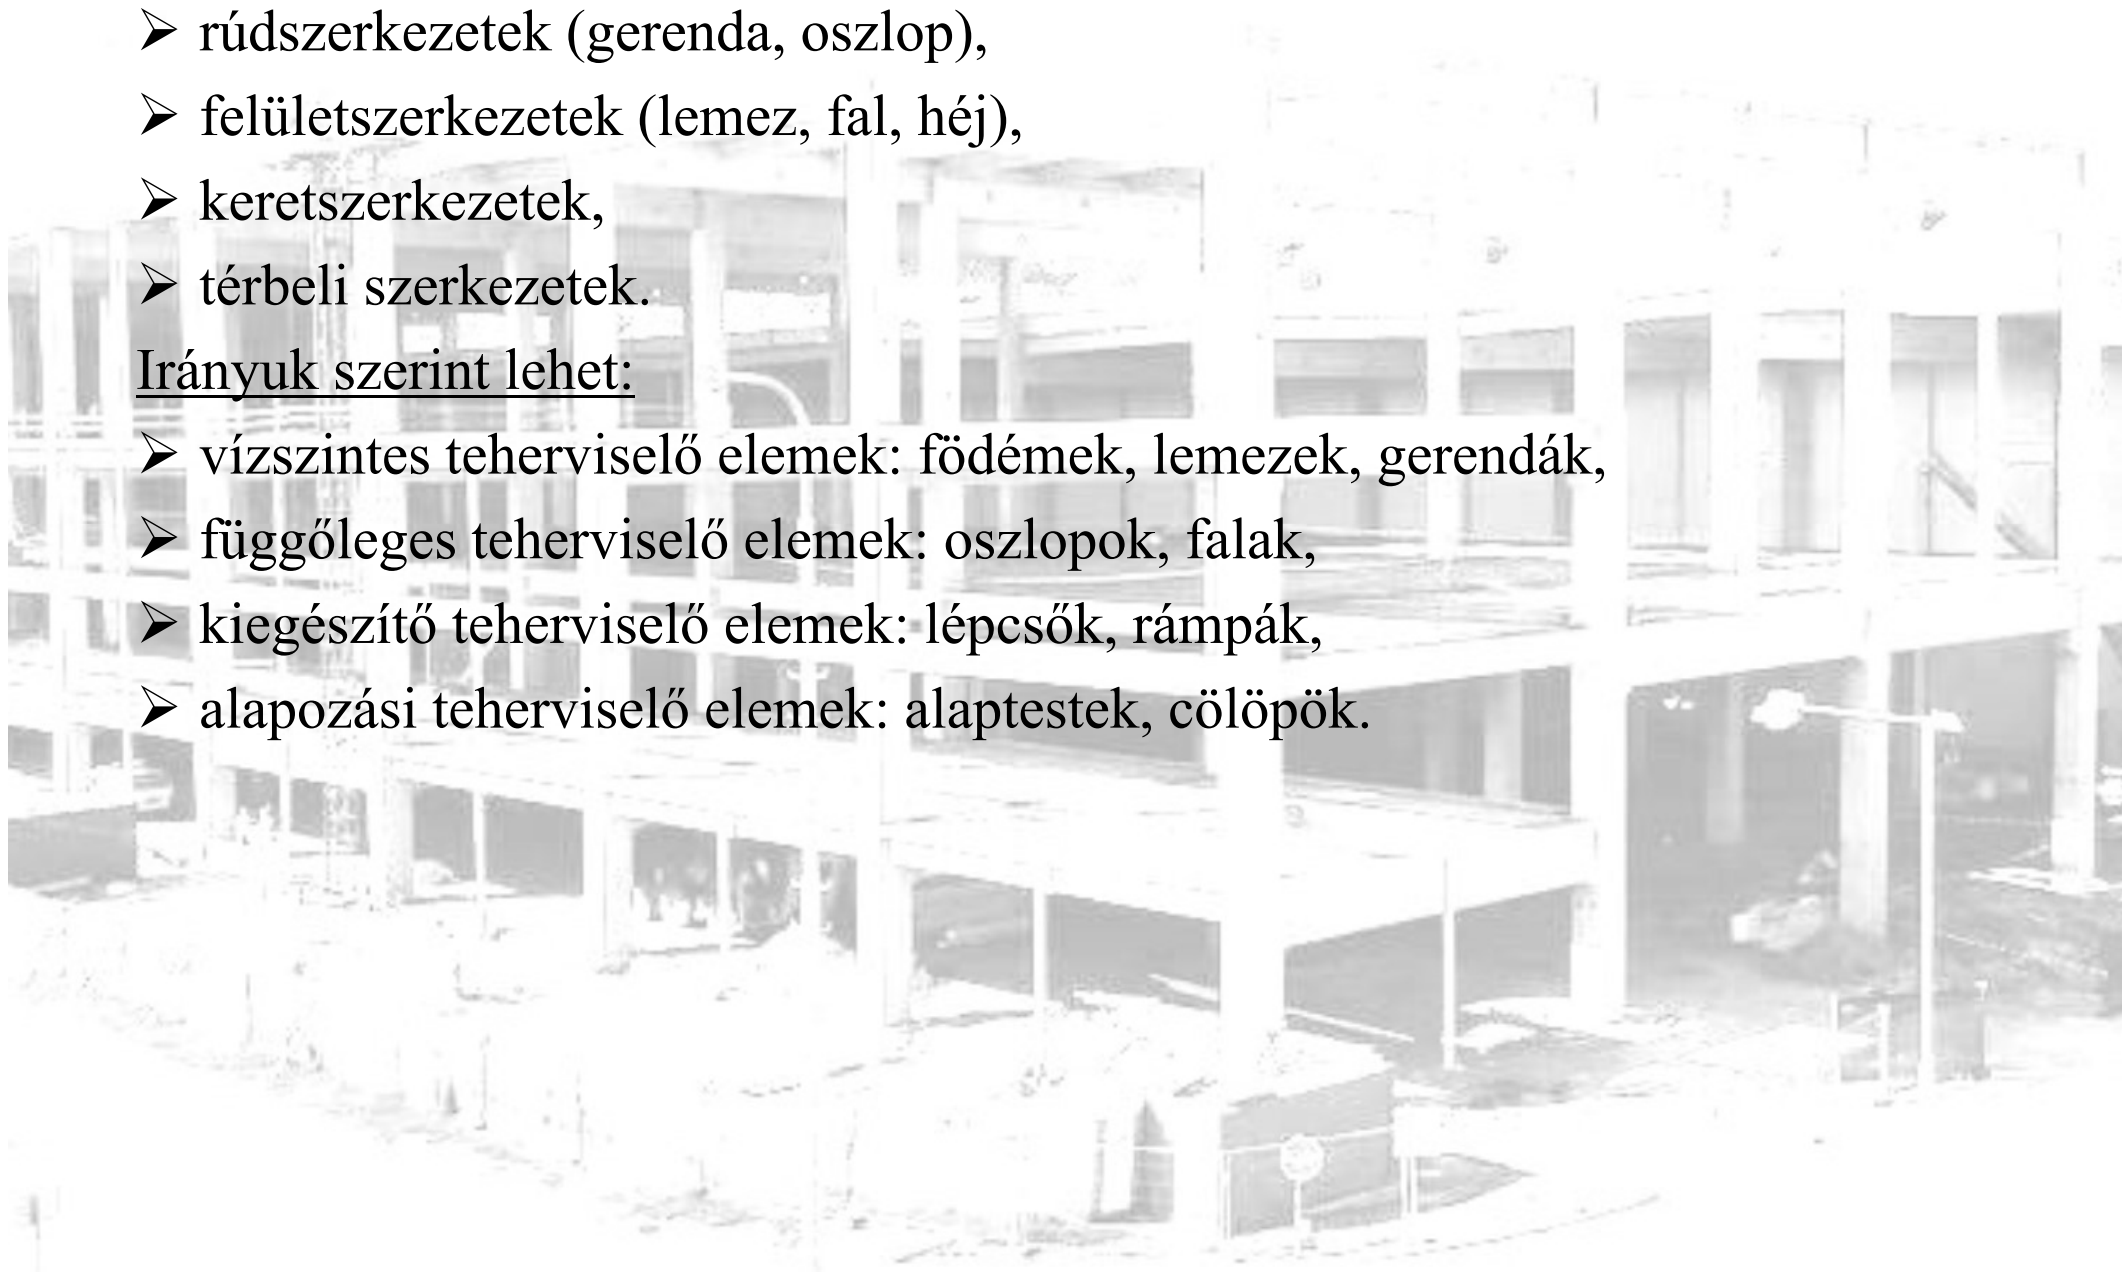 ➢ rúdszerkezetek (gerenda, oszlop),
➢ felületszerkezetek (lemez, fal, héj),
➢ keretszerkezetek,
➢ térbeli szerkezetek.
Irányuk szerint lehet:
➢ vízszintes teherviselő elemek: födémek, lemezek, gerendák,
➢ függőleges teherviselő elemek: oszlopok, falak,
➢ kiegészítő teherviselő elemek: lépcsők, rámpák,
➢ alapozási teherviselő elemek: alaptestek, cölöpök.